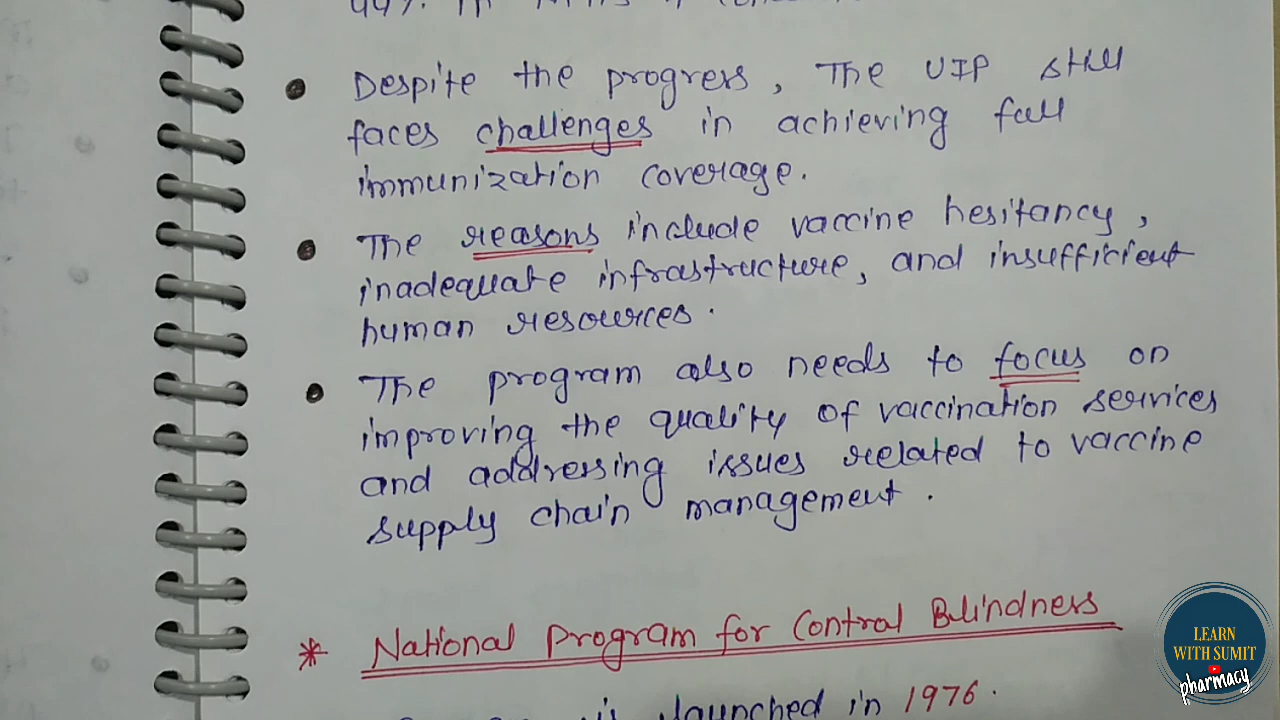 Despite the progress, The UIP still
faces challenges in achieving full
immunization coverage.
The reasons include vaccine hesitancy,
inadequate infrastructure, and insufficient
human resources.
The program also needs to focus on
improving the quality of vaccination services
and addressing issues related to vaccine
supply chain management.
* National Program for Control Blindness
is launched in 1976.
LEARN
WITH SUMIT
pharmacy